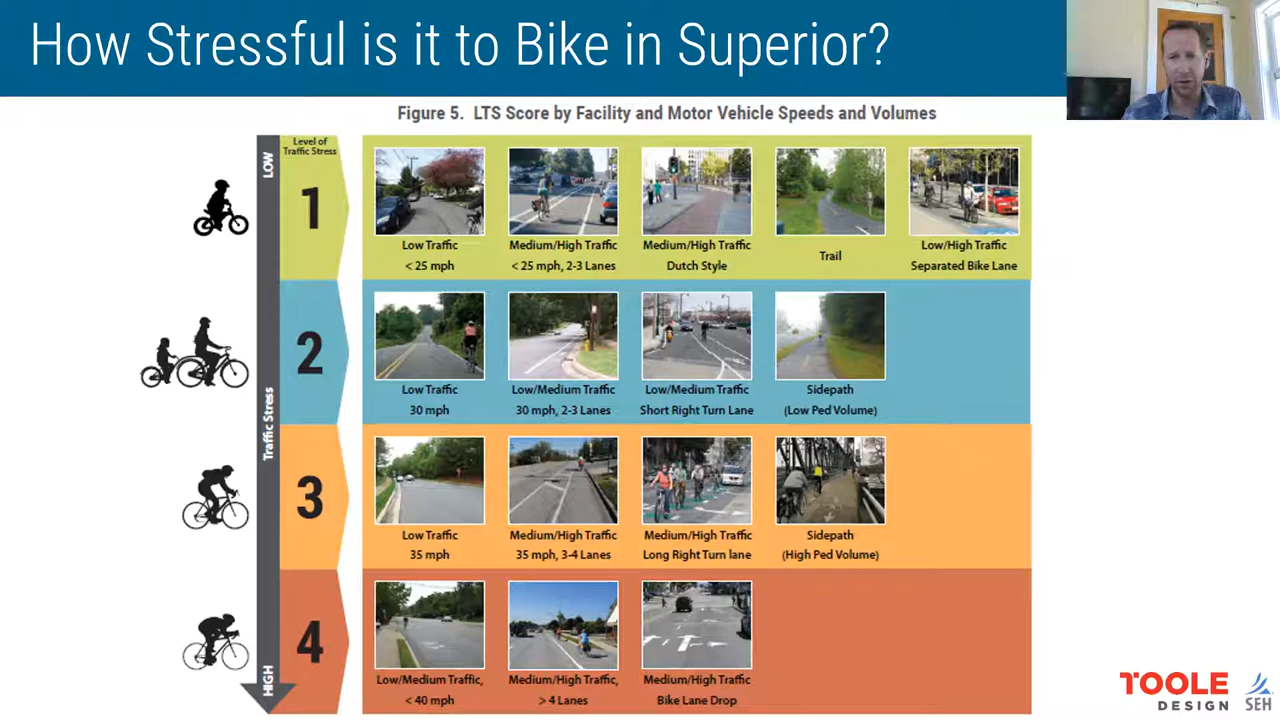 How Stressful is it to Bike in Superior?
Figure 5. LTS Score by Facility and Motor Vehicle Speeds and Volumes
Level of
Traffic Stress
LOW
Traffic Stress
HIGH
1
Low Traffic
< 25 mph
Medium/High Traffic
< 25 mph, 2-3 Lanes
Medium/High Traffic
Dutch Style
Trail
Low/High Traffic
Separated Bike Lane
2
Low Traffic
30 mph
Low/Medium Traffic
30 mph, 2-3 Lanes
Low/Medium Traffic
Short Right Turn Lane
Sidepath
(Low Ped Volume)
3
Low Traffic
35 mph
Medium/High Traffic
35 mph, 3-4 Lanes
Medium/High Traffic
Long Right Turn lane
Sidepath
(High Ped Volume)
4
Low/Medium Traffic,
< 40 mph
Medium/High Traffic,
> 4 Lanes
Medium/High Traffic
Bike Lane Drop
TOOLE
DESIGN
SEH